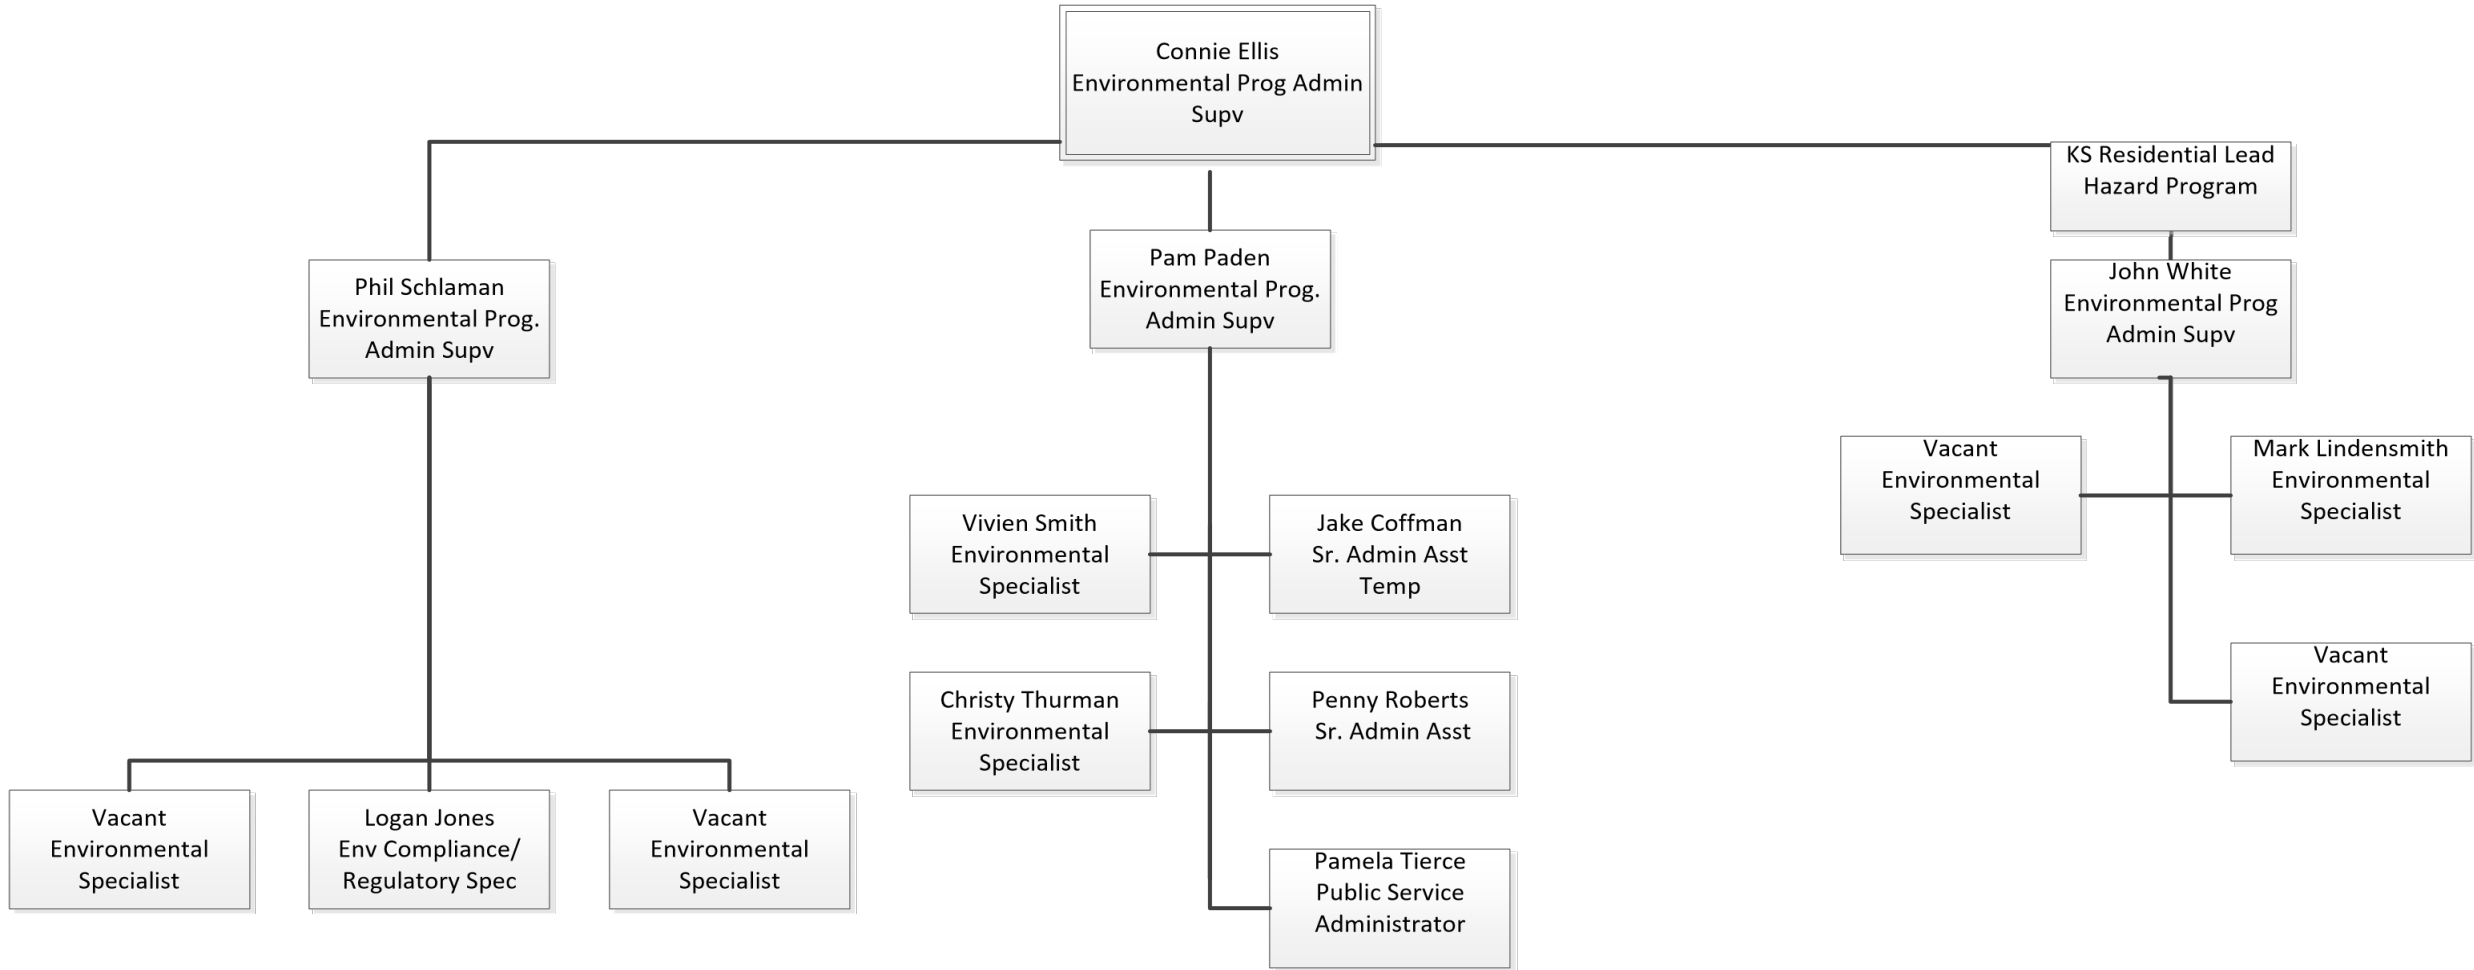 Connie Ellis
Environmental Prog Admin
Supv
KS Residential Lead
Hazard Program
Phil Schlaman
Environmental Prog.
Admin Supv
Pam Paden
Environmental Prog.
Admin Supv
John White
Environmental Prog
Admin Supv
Vacant
Environmental
Specialist
Mark Lindensmith
Environmental
Specialist
Vivien Smith
Environmental
Specialist
Jake Coffman
Sr. Admin Asst
Temp
Vacant
Environmental
Specialist
Christy Thurman
Environmental
Specialist
Penny Roberts
Sr. Admin Asst
Vacant
Environmental
Specialist
Logan Jones
Env Compliance/
Regulatory Spec
Vacant
Environmental
Specialist
Pamela Tierce
Public Service
Administrator